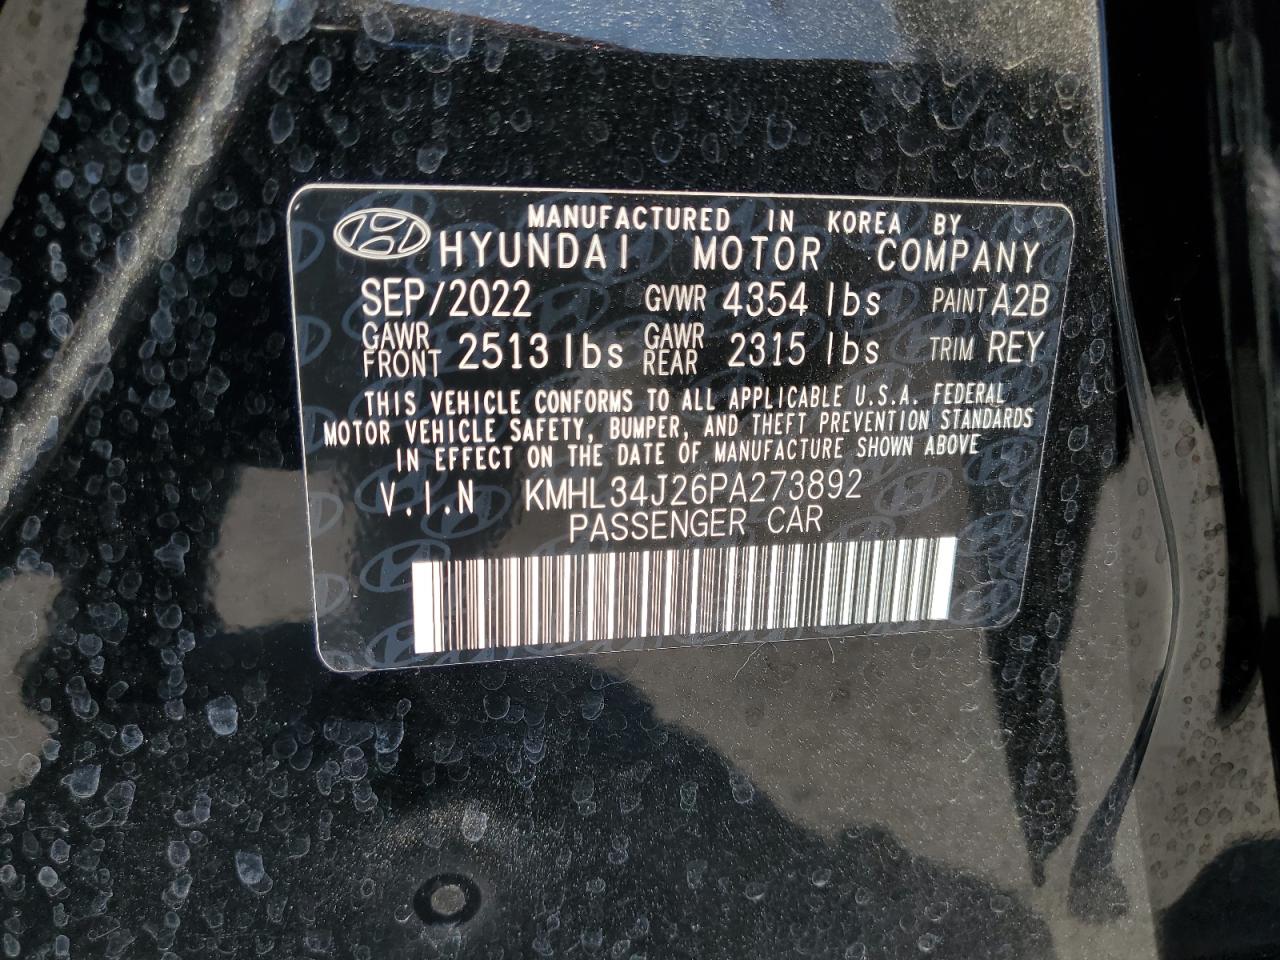 MANUFACTURED IN KOREA BY
HYUNDAI MOTOR COMPANY
SEP/2022 GVWR 4354 lbs PAINT A2B
GAWR FRONT 2513 lbs GAWR REAR 2315 lbs TRIM REY
THIS VEHICLE CONFORMS TO ALL APPLICABLE U.S.A. FEDERAL
MOTOR VEHICLE SAFETY, BUMPER, AND THEFT PREVENTION STANDARDS
IN EFFECT ON THE DATE OF MANUFACTURE SHOWN ABOVE
V.I.N KMHL34J26PA273892
PASSENGER CAR